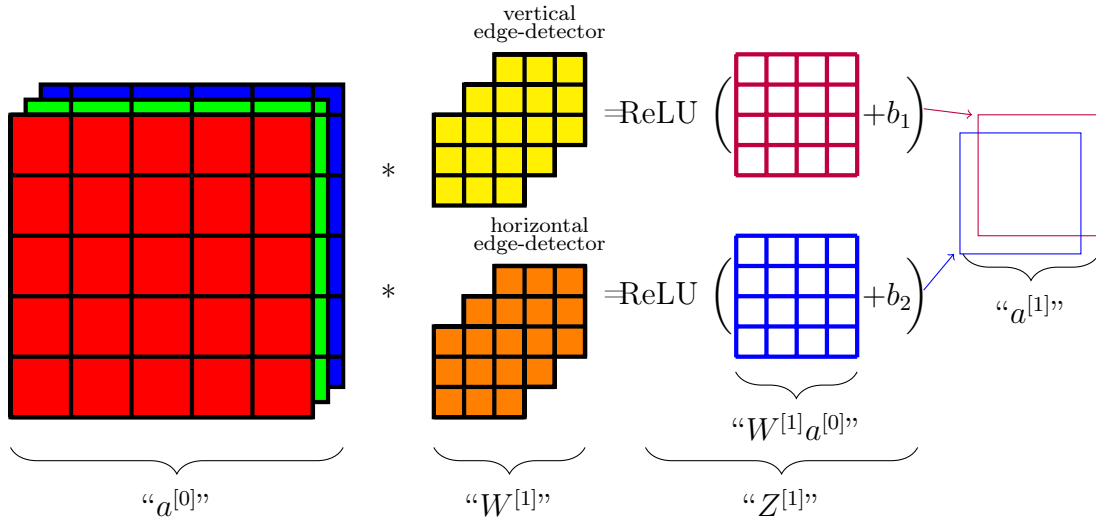 vertical
edge-detector
* =ReLU ( +b₁ )
horizontal
edge-detector
* =ReLU ( +b₂ )
“a^{[1]}”
“W^{[1]}a^{[0]}”
“a^{[0]}” “W^{[1]}” “Z^{[1]}”